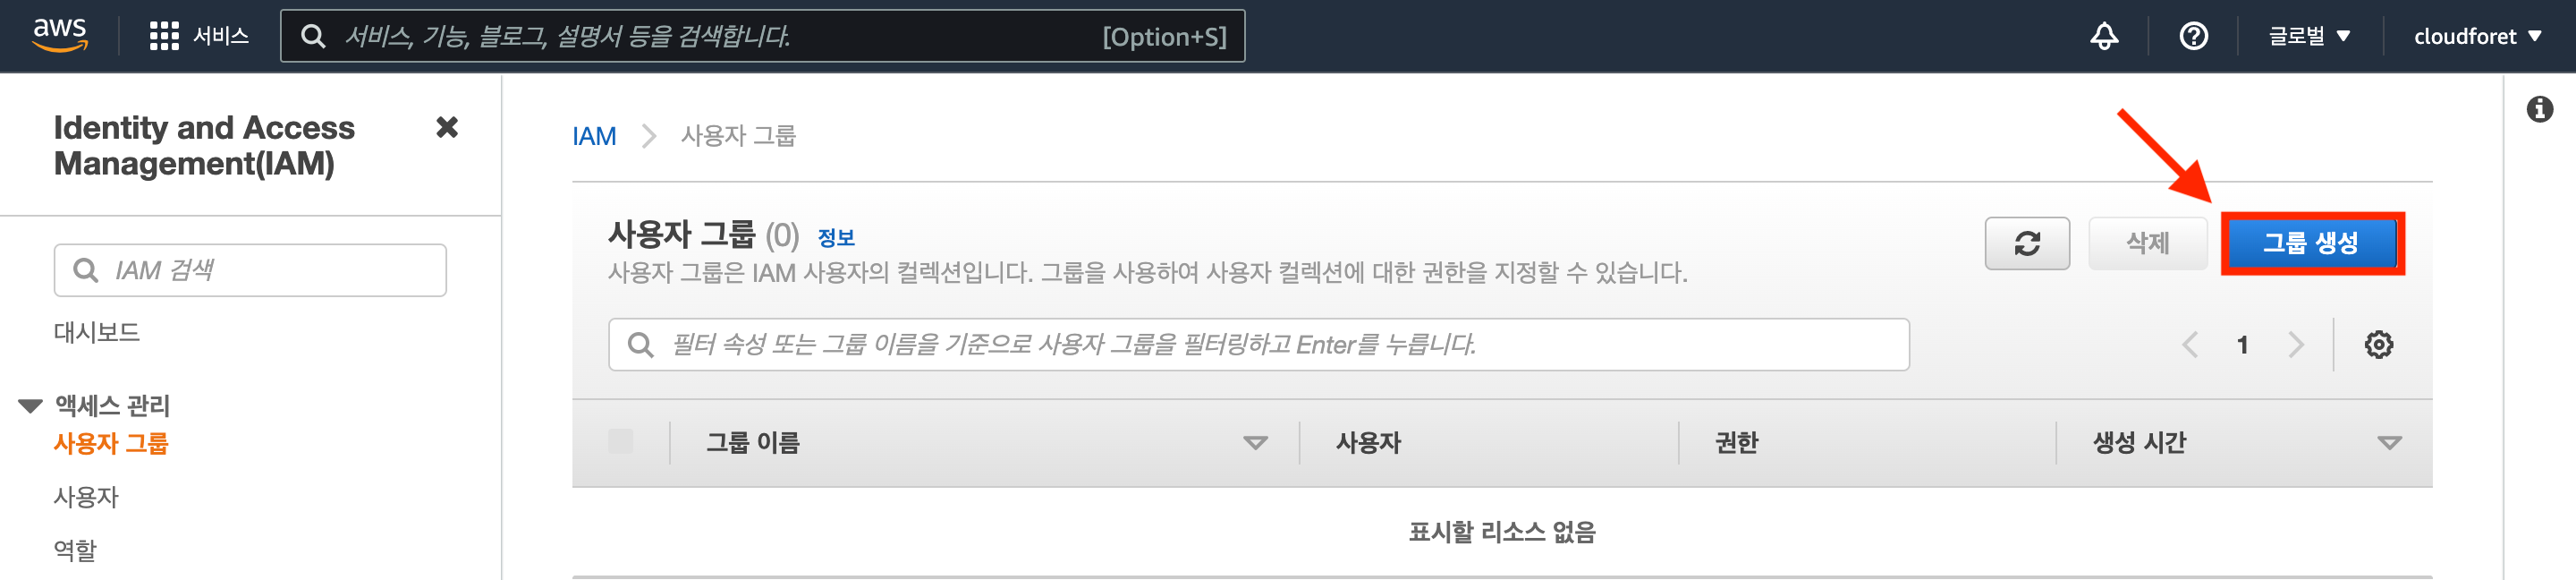 aws
서비스
서비스, 기능, 블로그, 설명서 등을 검색합니다.
[Option+S]
글로벌
cloudforet
Identity and Access
Management(IAM)
IAM 검색
대시보드
액세스 관리
사용자 그룹
사용자
역할
IAM
사용자 그룹
사용자 그룹 (0) 정보
사용자 그룹은 IAM 사용자의 컬렉션입니다. 그룹을 사용하여 사용자 컬렉션에 대한 권한을 지정할 수 있습니다.
삭제
그룹 생성
필터 속성 또는 그룹 이름을 기준으로 사용자 그룹을 필터링하고 Enter를 누릅니다.
1
그룹 이름
사용자
권한
생성 시간
표시할 리소스 없음